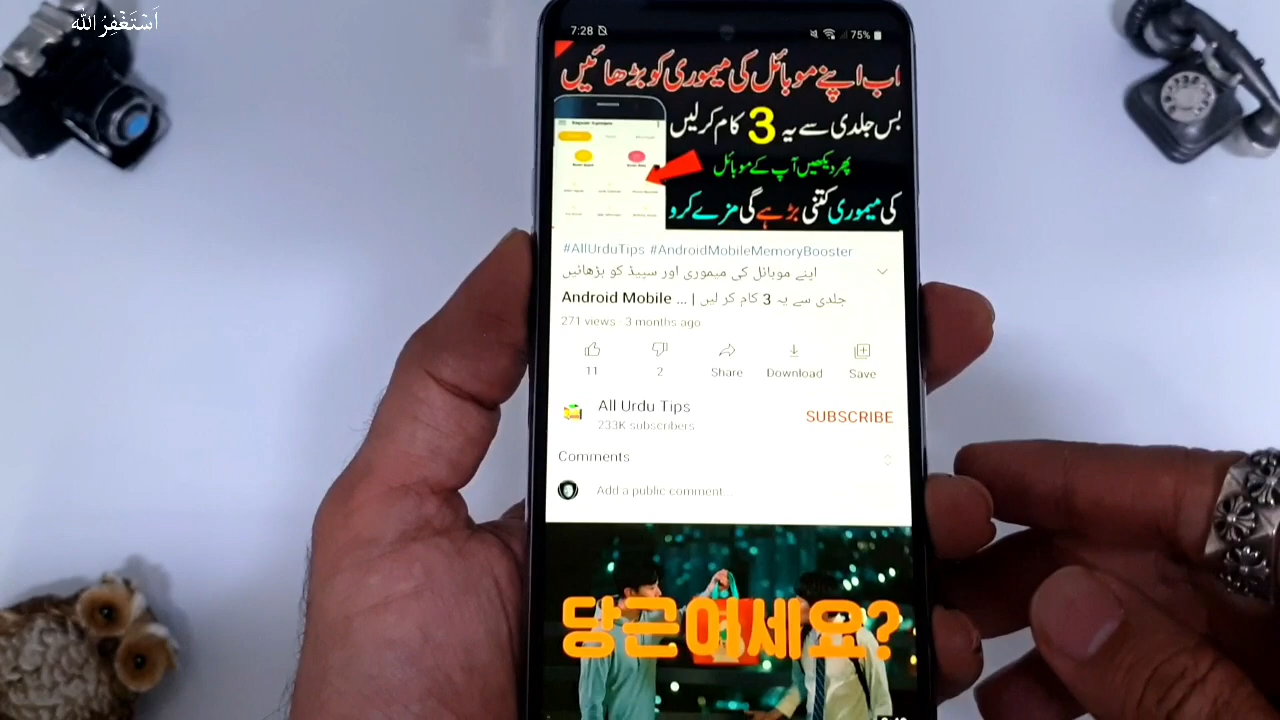 اَسْتَغْفِرُالله
7:28
75%
اب اپنے موبائل کی میموری کو بڑھائیں
بس جلدی سے یہ 3 کام کرلیں
پھر دیکھیں آپ کے موبائل
کی میموری کتنی بڑہے گی مزے کرو
#AllUrduTips #AndroidMobileMemoryBooster
اپنے موبائل کی میموری اور سپیڈ کو بڑھائیں
جلدی سے یہ 3 کام کر لیں | Android Mobile ...
271 views · 3 months ago
11
2
Share
Download
Save
All Urdu Tips
233K subscribers
SUBSCRIBE
Comments
Add a public comment...
당근이세요?